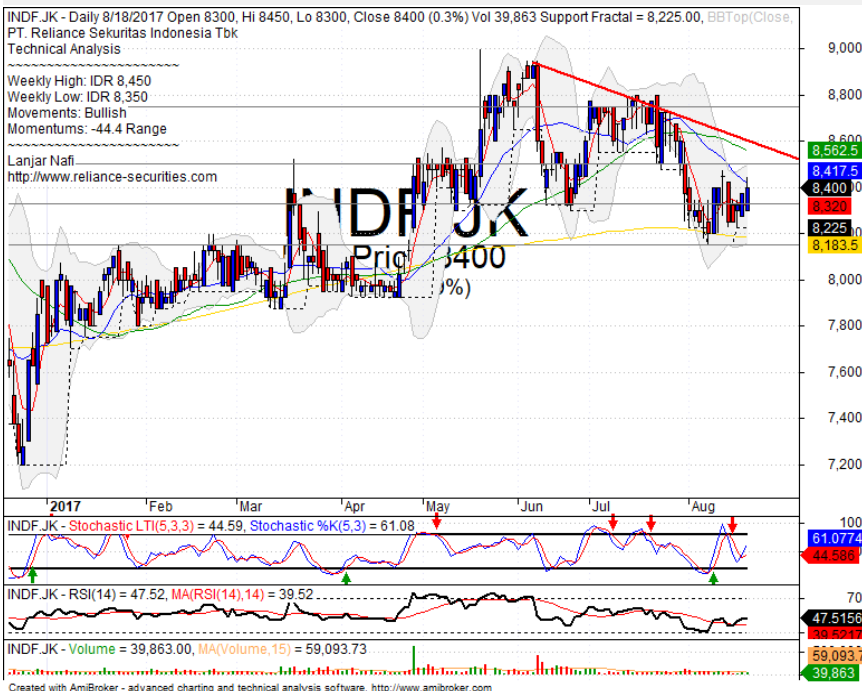 INDF.JK - Daily 8/18/2017 Open 8300, Hi 8450, Lo 8300, Close 8400 (0.3%) Vol 39,863 Support Fractal = 8,225.00, BBTop(Close,
PT. Reliance Sekuritas Indonesia Tbk
Technical Analysis
~~~~~~~~~~~~~~~~~~~~~~
Weekly High: IDR 8,450
Weekly Low: IDR 8,350
Movements: Bullish
Momentums: -44.4 Range
~~~~~~~~~~~~~~~~~~~~~~
Lanjar Nafi
http://www.reliance-securities.com
INDF.JK
Pric 8400
%)
9,000
8,800
8,600
8,562.5
8,417.5
8,400
8,320
8,225
8,183.5
8,000
7,800
7,600
7,400
7,200
2017 Feb Mar Apr May Jun Jul Aug
INDF.JK - Stochastic LTI(5,3,3) = 44.59, Stochastic %K(5,3) = 61.08
100
61.0774
44.586
INDF.JK - RSI(14) = 47.52, MA(RSI(14),14) = 39.52
70
47.5156
39.5217
INDF.JK - Volume = 39,863.00, MA(Volume,15) = 59,093.73
59,093.7
39,863
Created with AmiBroker - advanced charting and technical analysis software. http://www.amibroker.com